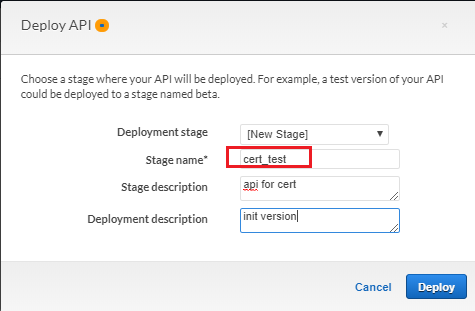 Deploy API
Choose a stage where your API will be deployed. For example, a test version of your API
could be deployed to a stage named beta.
Deployment stage [New Stage]
Stage name* cert_test
Stage description api for cert
Deployment description init version
Cancel Deploy